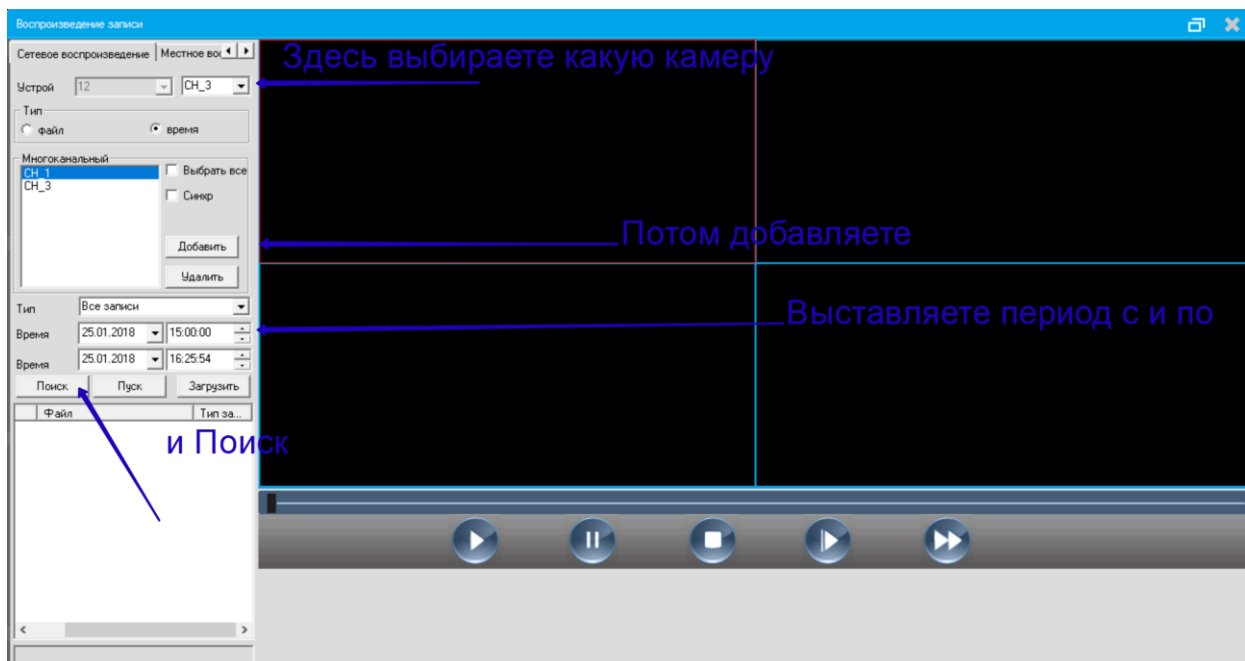 Воспроизведение записи
Сетевое воспроизведение Местное вос
Здесь выбираете какую камеру
Устрой 12 CH_3
Тип
файл время
Многоканальный
CH_1 Выбрать все
CH_3 Синхр
Потом добавляете
Добавить
Удалить
Тип Все записи
Выставляете период с и по
Время 25.01.2018 15:00:00
Время 25.01.2018 16:25:54
Поиск Пуск Загрузить
Файл Тип за...
и Поиск